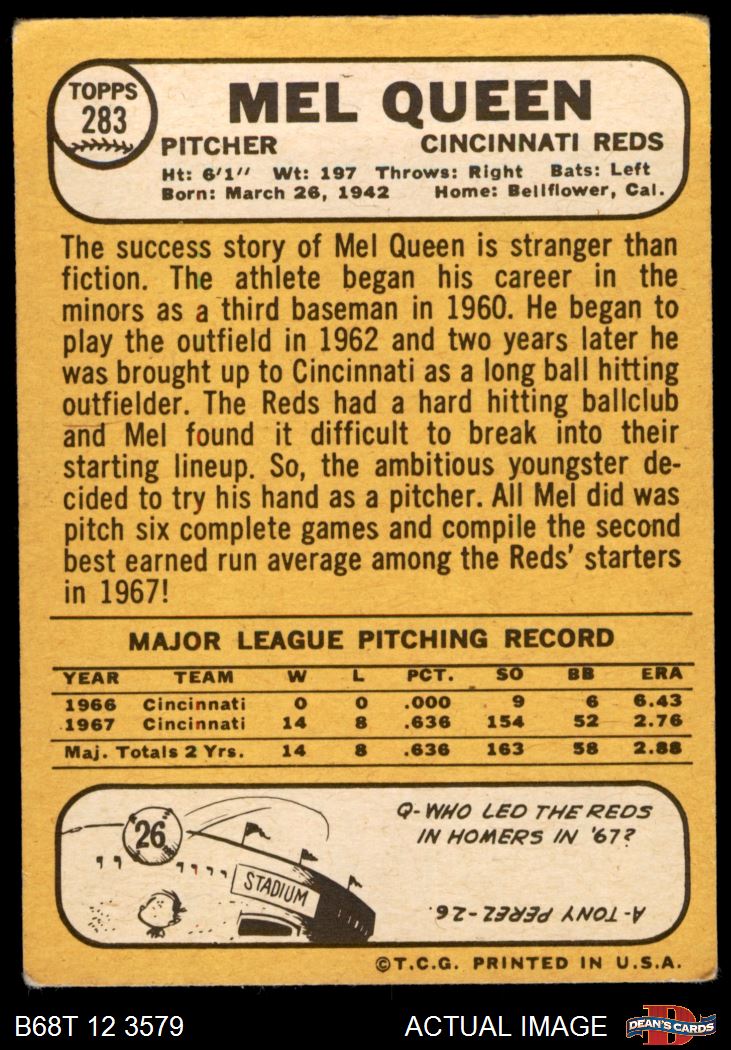 TOPPS
283
MEL QUEEN
PITCHER CINCINNATI REDS
Ht: 6'1" Wt: 197 Throws: Right Bats: Left
Born: March 26, 1942 Home: Bellflower, Cal.
The success story of Mel Queen is stranger than
fiction. The athlete began his career in the
minors as a third baseman in 1960. He began to
play the outfield in 1962 and two years later he
was brought up to Cincinnati as a long ball hitting
outfielder. The Reds had a hard hitting ballclub
and Mel found it difficult to break into their
starting lineup. So, the ambitious youngster de-
cided to try his hand as a pitcher. All Mel did was
pitch six complete games and compile the second
best earned run average among the Reds' starters
in 1967!
MAJOR LEAGUE PITCHING RECORD
YEAR TEAM W L PCT. SO BB ERA
1966 Cincinnati 0 0 .000 9 6 6.43
1967 Cincinnati 14 8 .636 154 52 2.76
Maj. Totals 2 Yrs. 14 8 .636 163 58 2.88
26
STADIUM
Q-WHO LED THE REDS
IN HOMERS IN '67?
A-TONY PEREZ-26.
©T.C.G. PRINTED IN U.S.A.
B68T 12 3579 ACTUAL IMAGE
D
DEAN'S CARDS